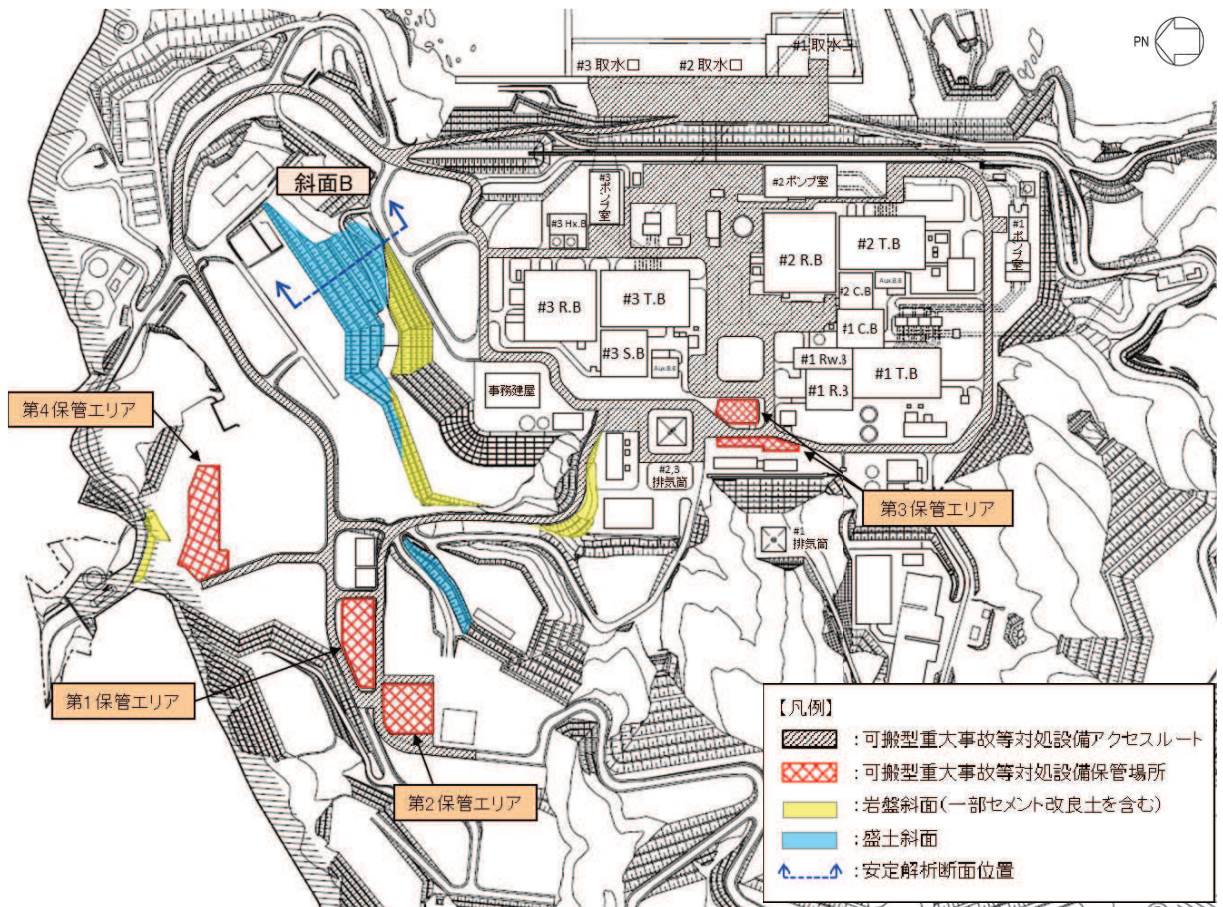 PN
#1 取水口
#3 取水口
#2 取水口
斜面B
#3
ポンプ
室
#2 ポンプ室
#3 Hx.B
#1
ポンプ
室
#2 R.B
#2 T.B
#3 R.B
#3 T.B
#2 C.B
Aux.B.B
#1 C.B
#3 S.B
Aux.B.B
#1 Rw.B
#1 R.B
#1 T.B
事務建屋
第4保管エリア
#2,3
排気筒
第3保管エリア
#1
排気筒
第1保管エリア
第2保管エリア
【凡例】
:可搬型重大事故等対処設備アクセスルート
:可搬型重大事故等対処設備保管場所
:岩盤斜面(一部セメント改良土を含む)
:盛土斜面
:安定解析断面位置